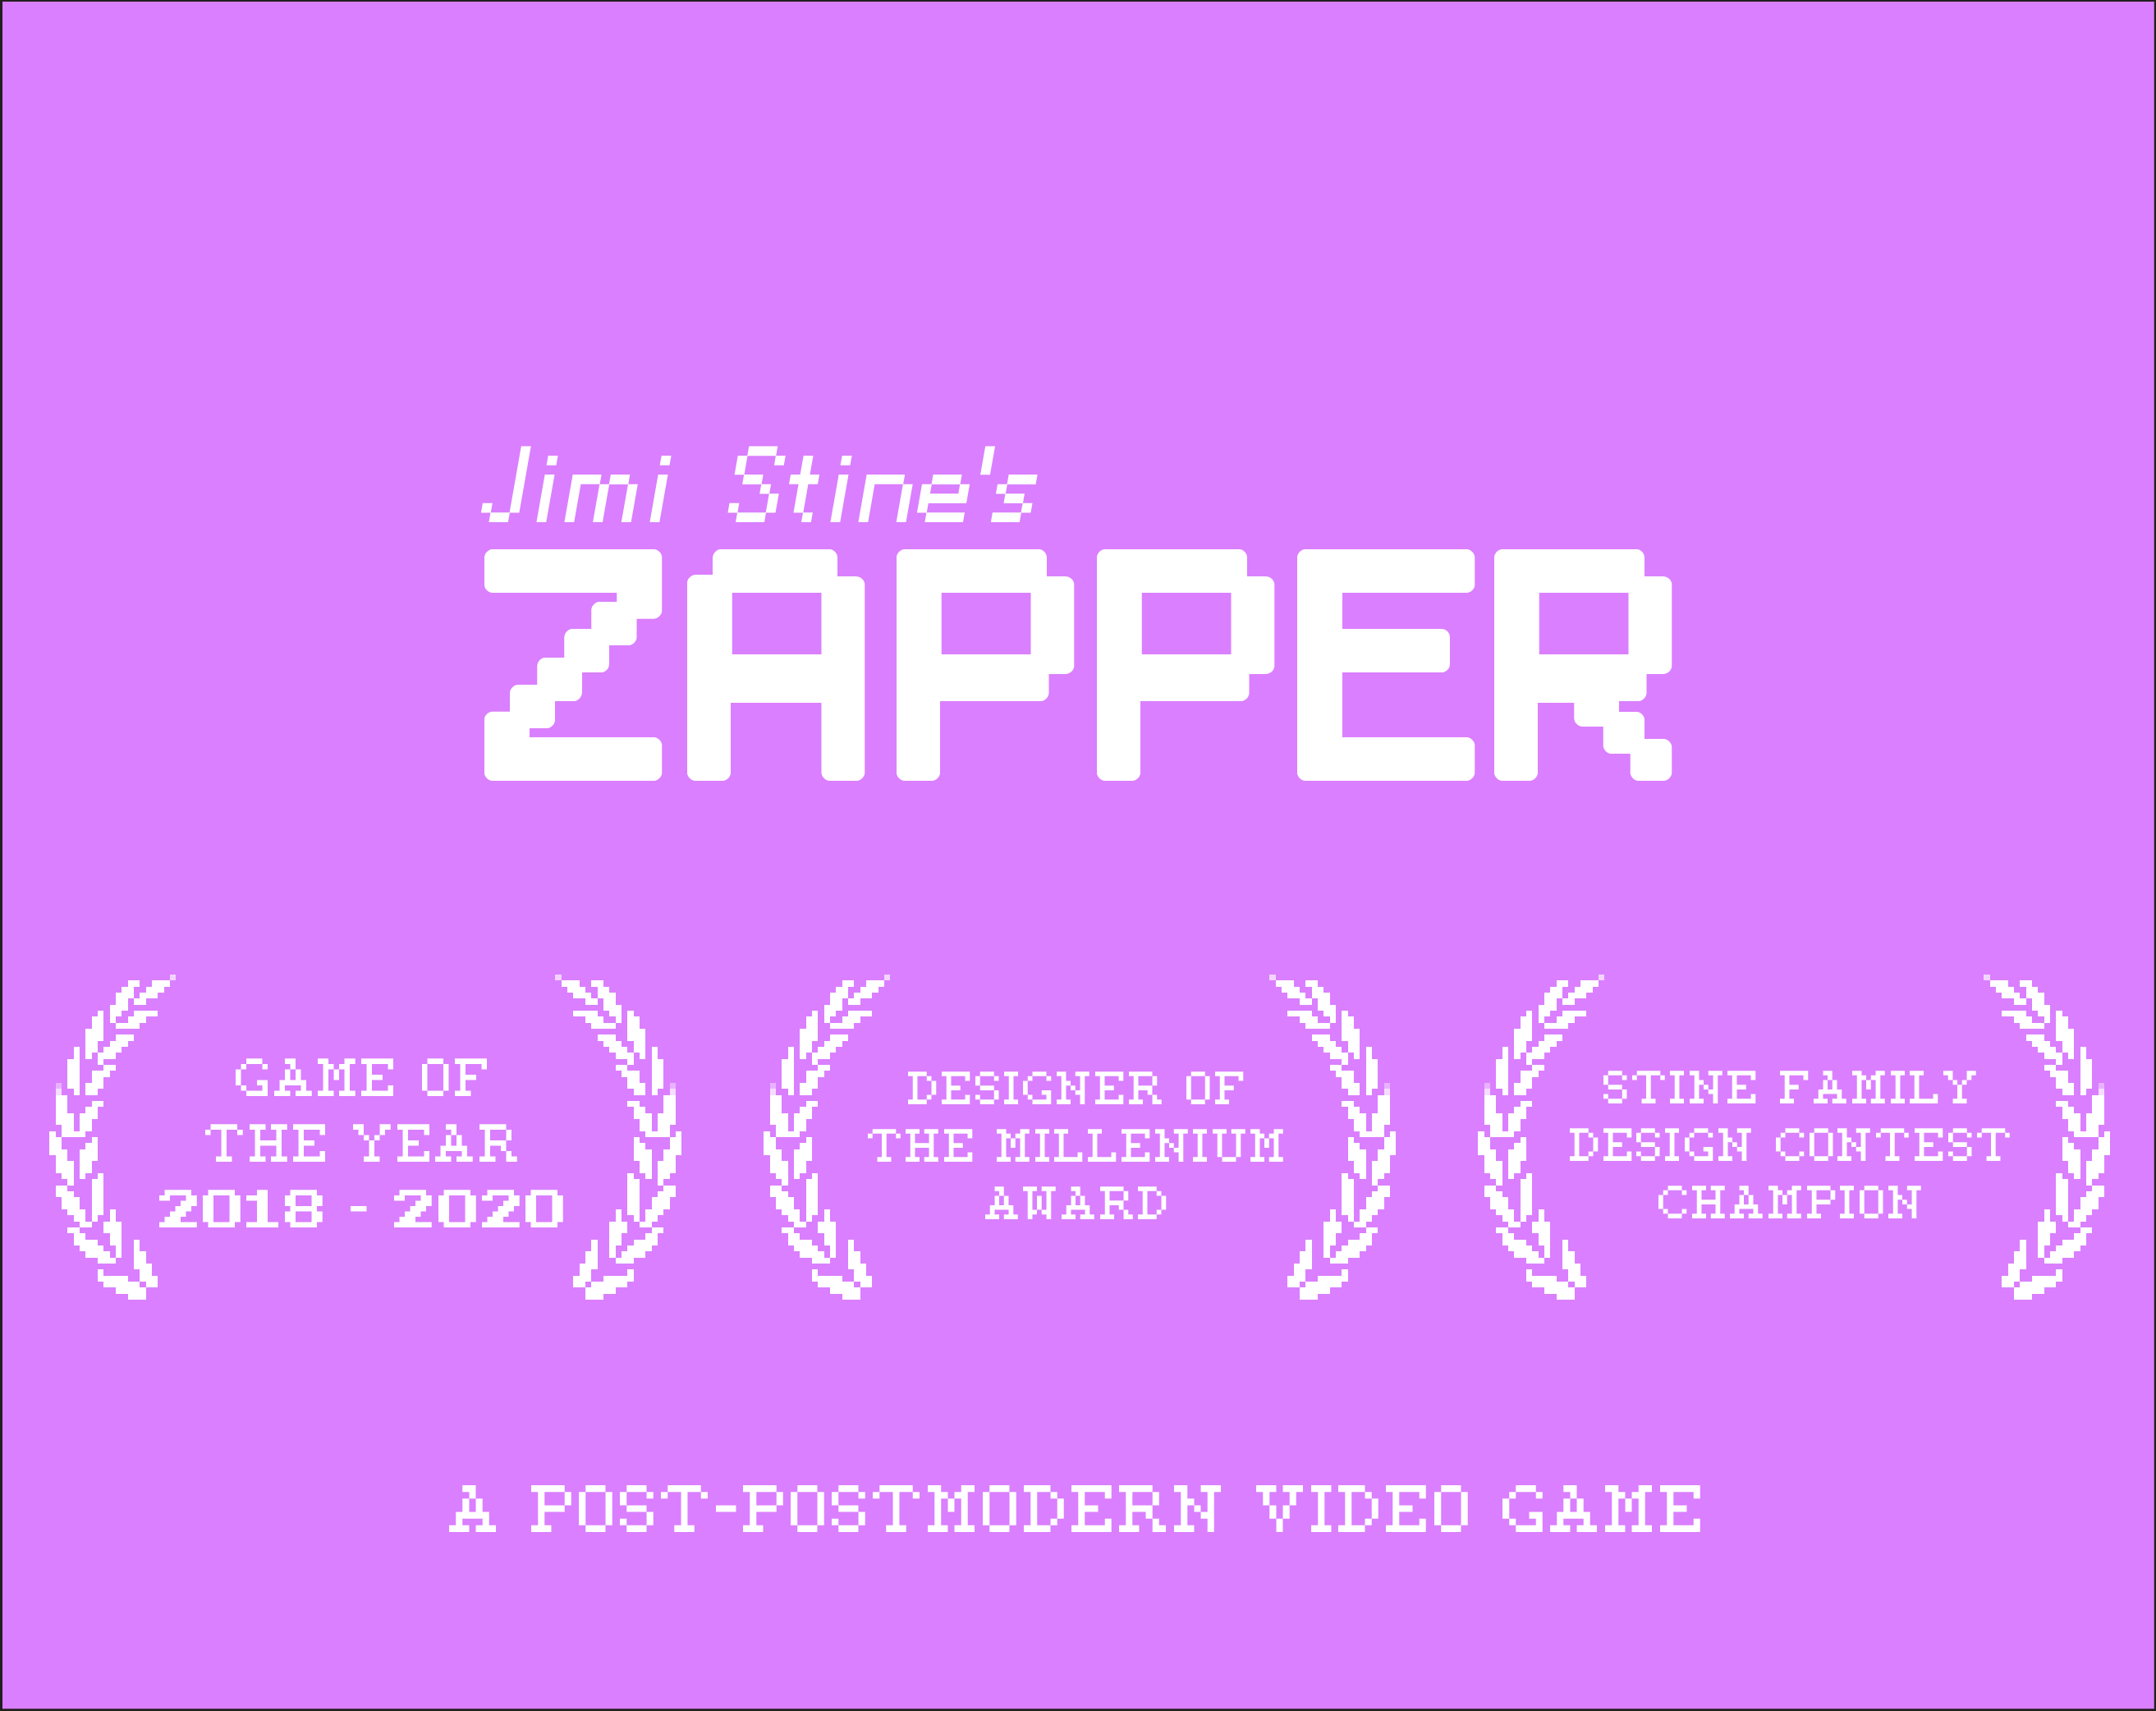 Jimi Stine's
ZAPPER
GAME OF
THE YEAR
2018 - 2020
DESIGNER OF
THE MILLENIUM
AWARD
STINE FAMILY
DESIGN CONTEST
CHAMPION
A POST-POSTMODERN VIDEO GAME